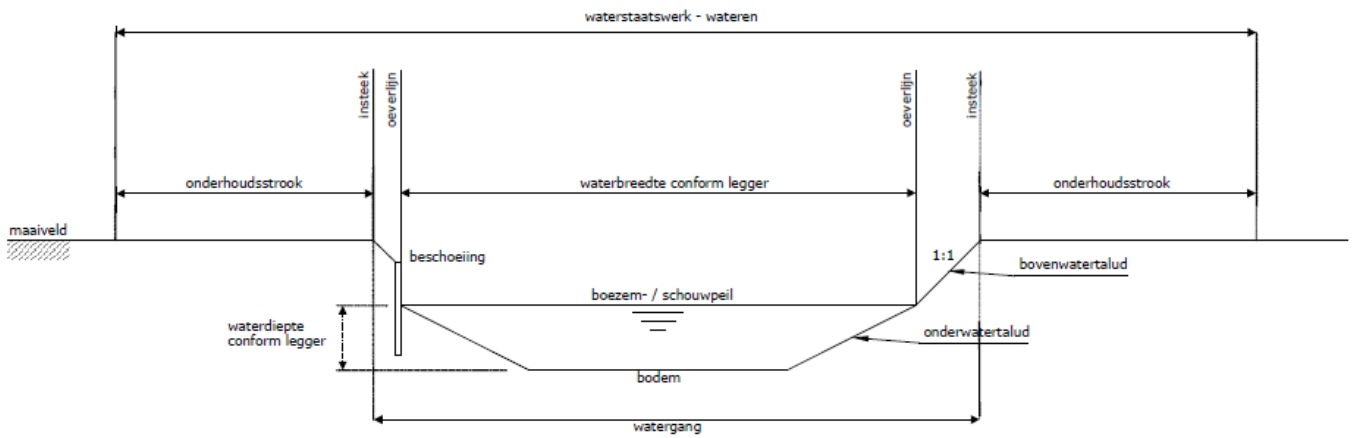 waterstaatswerk - wateren
insteek
oeverlijn
oeverlijn
insteek
onderhoudsstrook
waterbreedte conform legger
onderhoudsstrook
maaiveld
beschoeiing
1:1
bovenwatertalud
boezem- / schouwpeil
waterdiepte
conform legger
onderwatertalud
bodem
watergang